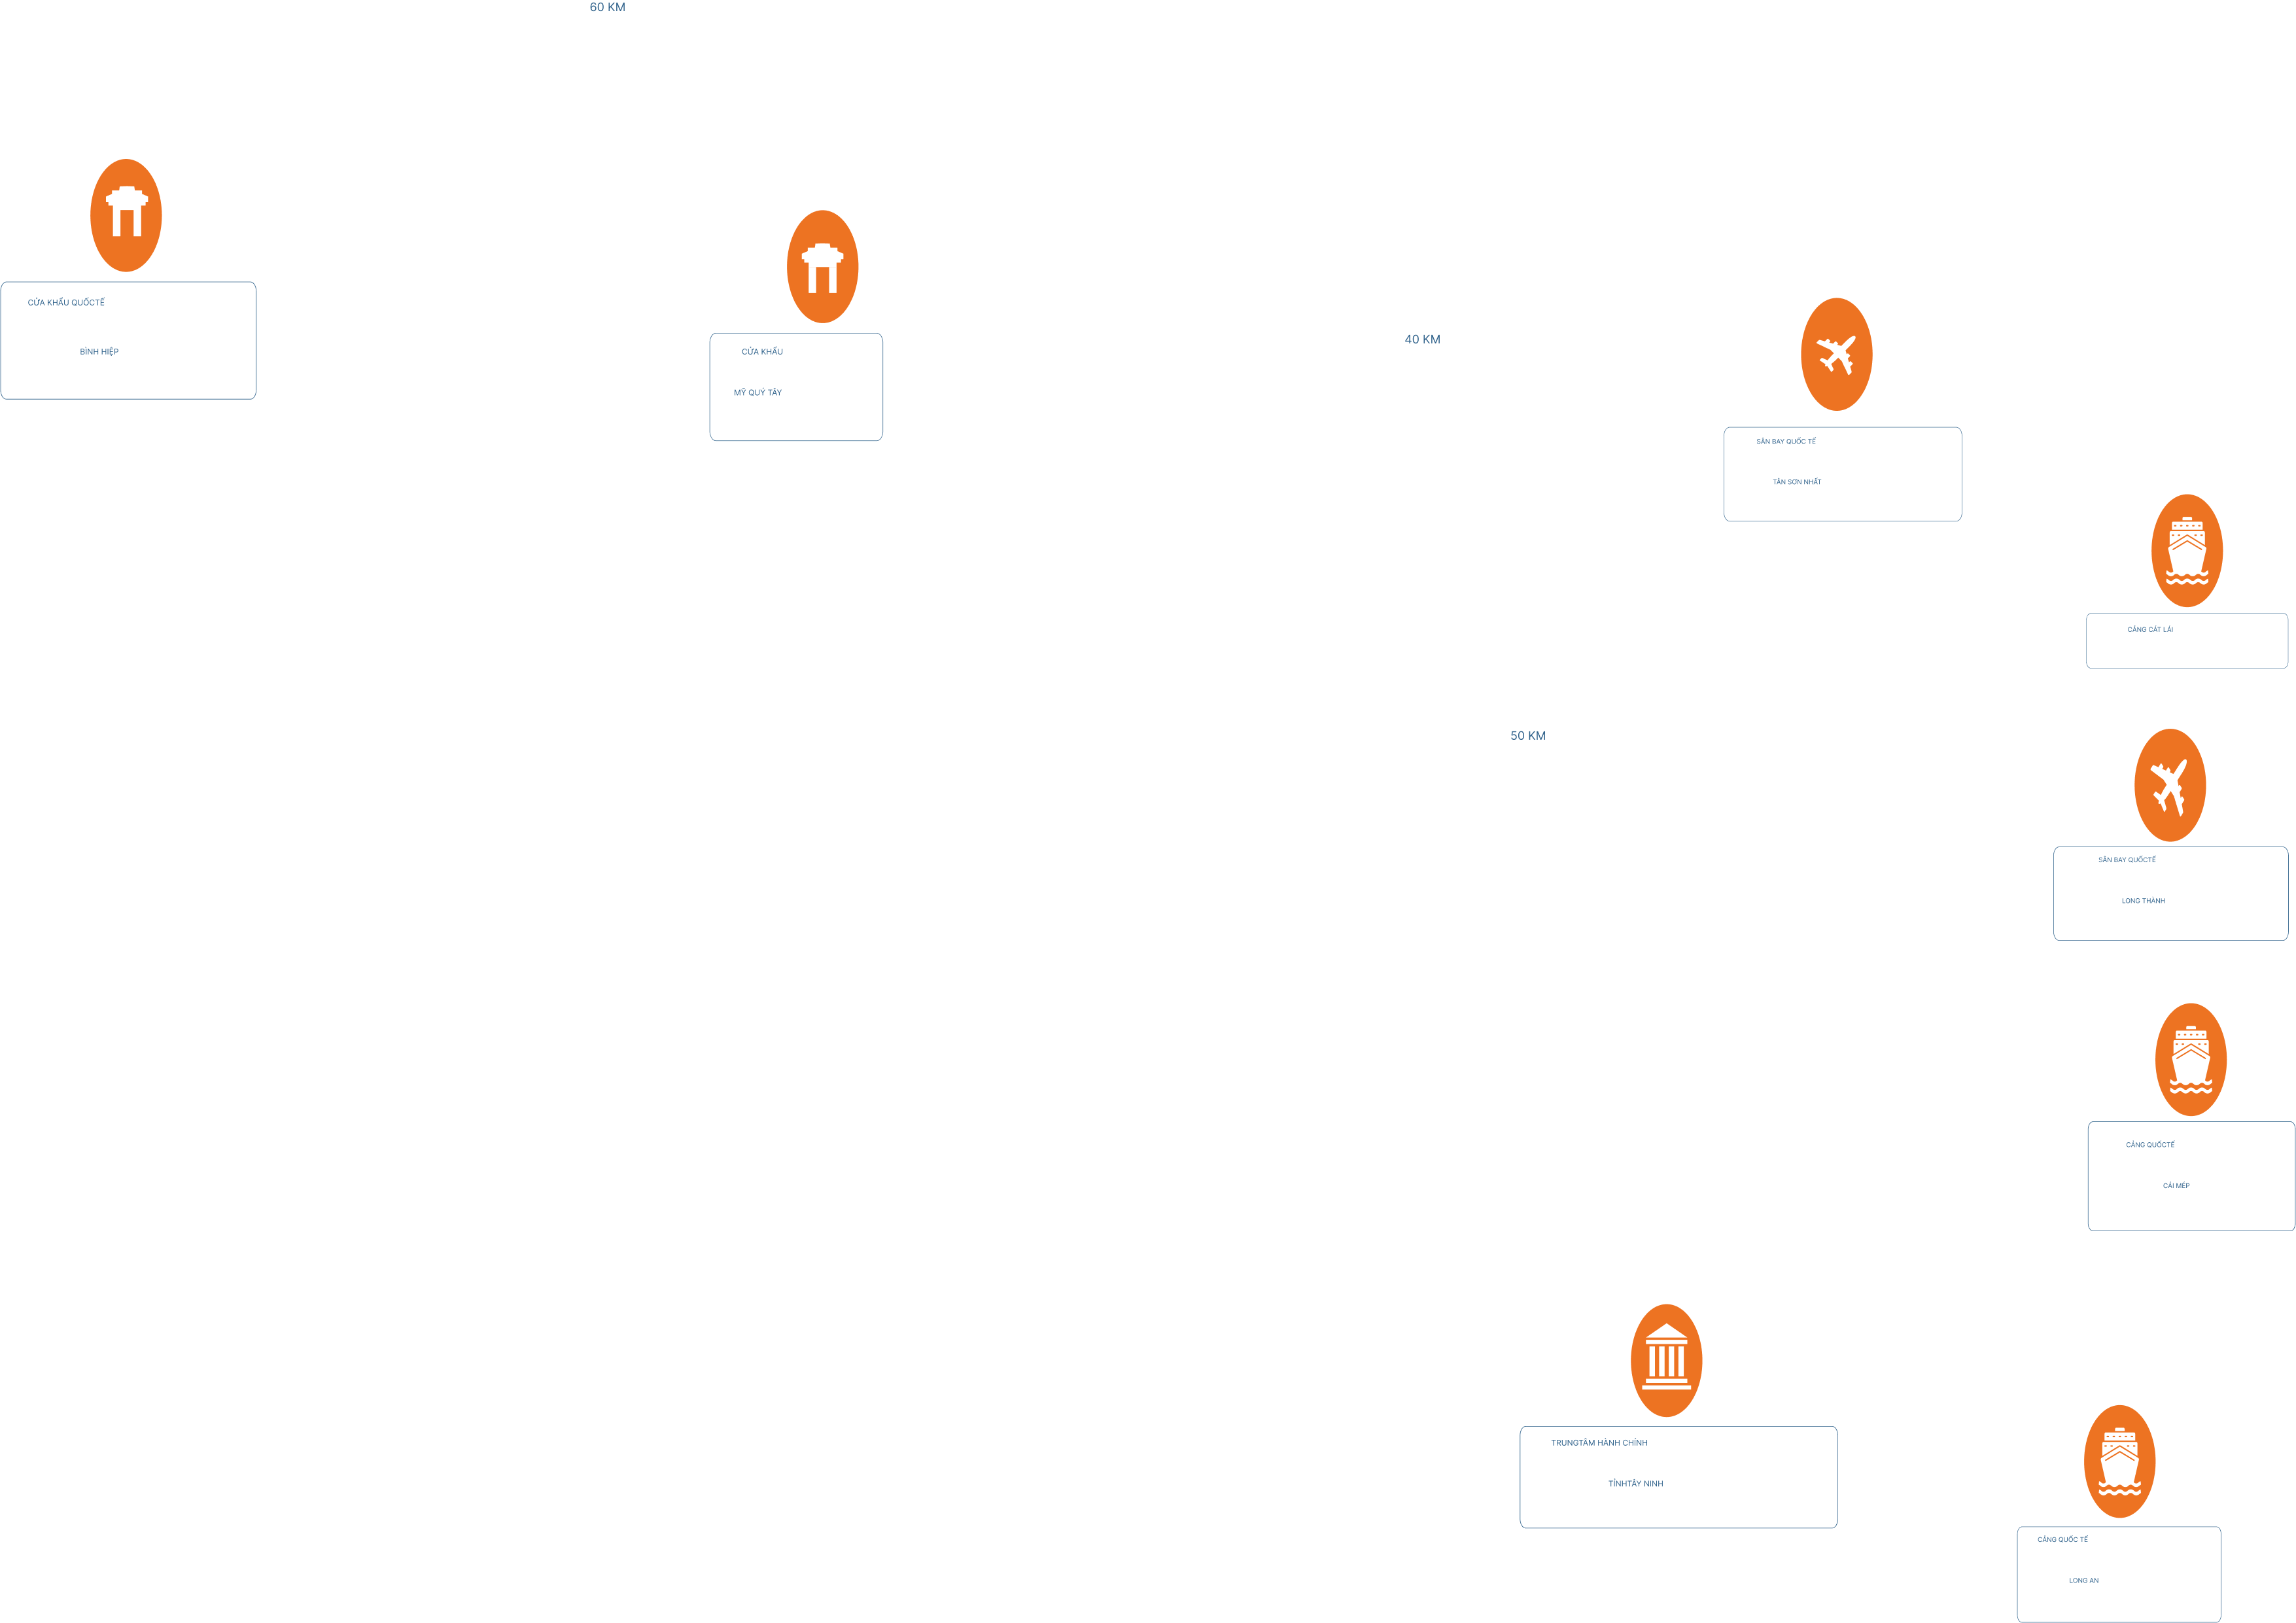 60 KM
CỬA KHẨU QUỐCTẾ
BÌNH HIỆP
CỬA KHẨU
MỸ QUÝ TÂY
40 KM
SÂN BAY QUỐC TẾ
TÂN SƠN NHẤT
CẢNG CÁT LÁI
50 KM
SÂN BAY QUỐCTẾ
LONG THÀNH
CẢNG QUỐCTẾ
CÁI MÉP
TRUNGTÂM HÀNH CHÍNH
TỈNHTÂY NINH
CẢNG QUỐC TẾ
LONG AN